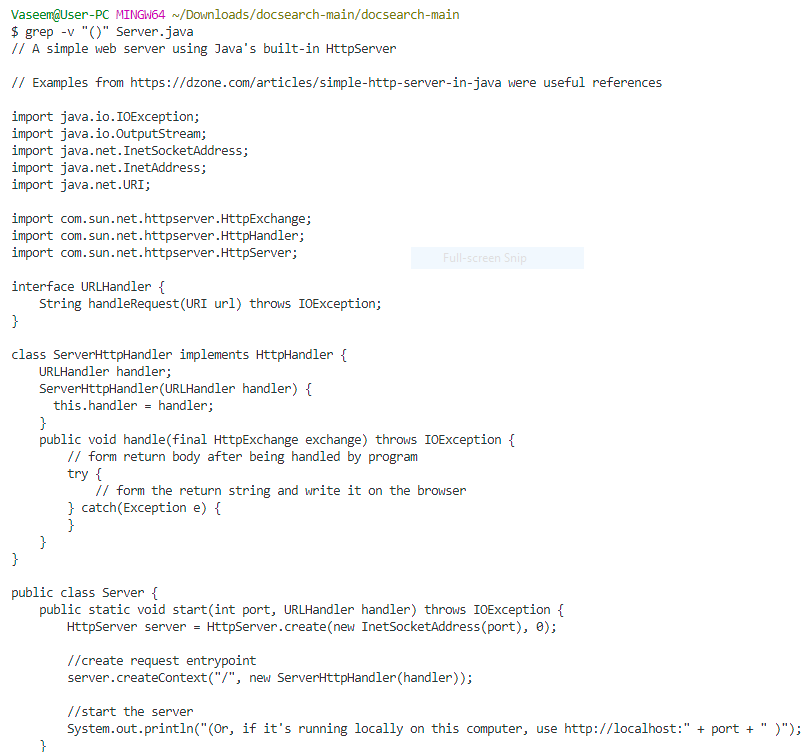 Vaseem@User-PC MINGW64 ~/Downloads/docsearch-main/docsearch-main
$ grep -v "()" Server.java
// A simple web server using Java's built-in HttpServer
// Examples from https://dzone.com/articles/simple-http-server-in-java were useful references
import java.io.IOException;
import java.io.OutputStream;
import java.net.InetSocketAddress;
import java.net.InetAddress;
import java.net.URI;
import com.sun.net.httpserver.HttpExchange;
import com.sun.net.httpserver.HttpHandler;
import com.sun.net.httpserver.HttpServer;
Full-screen Snip
interface URLHandler {
    String handleRequest(URI url) throws IOException;
}
class ServerHttpHandler implements HttpHandler {
    URLHandler handler;
    ServerHttpHandler(URLHandler handler) {
      this.handler = handler;
    }
    public void handle(final HttpExchange exchange) throws IOException {
        // form return body after being handled by program
        try {
            // form the return string and write it on the browser
        } catch(Exception e) {
        }
    }
}
public class Server {
    public static void start(int port, URLHandler handler) throws IOException {
        HttpServer server = HttpServer.create(new InetSocketAddress(port), 0);
        //create request entrypoint
        server.createContext("/", new ServerHttpHandler(handler));
        //start the server
        System.out.println("(Or, if it's running locally on this computer, use http://localhost:" + port + " )");
    }